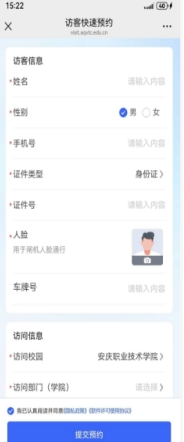 15:22
40
访客快速预约
visit.aqvtc.edu.cn
访客信息
*姓名 请输入内容
*性别 男 女
*手机号 请输入内容
*证件类型 身份证 >
*证件号 请输入内容
*人脸
用于闸机人脸通行
车牌号 请输入内容
访问信息
*访问校园 安庆职业技术学院 >
*访问部门（学院） 请选择 >
我已认真阅读并同意《隐私政策》《软件许可使用协议》
提交预约